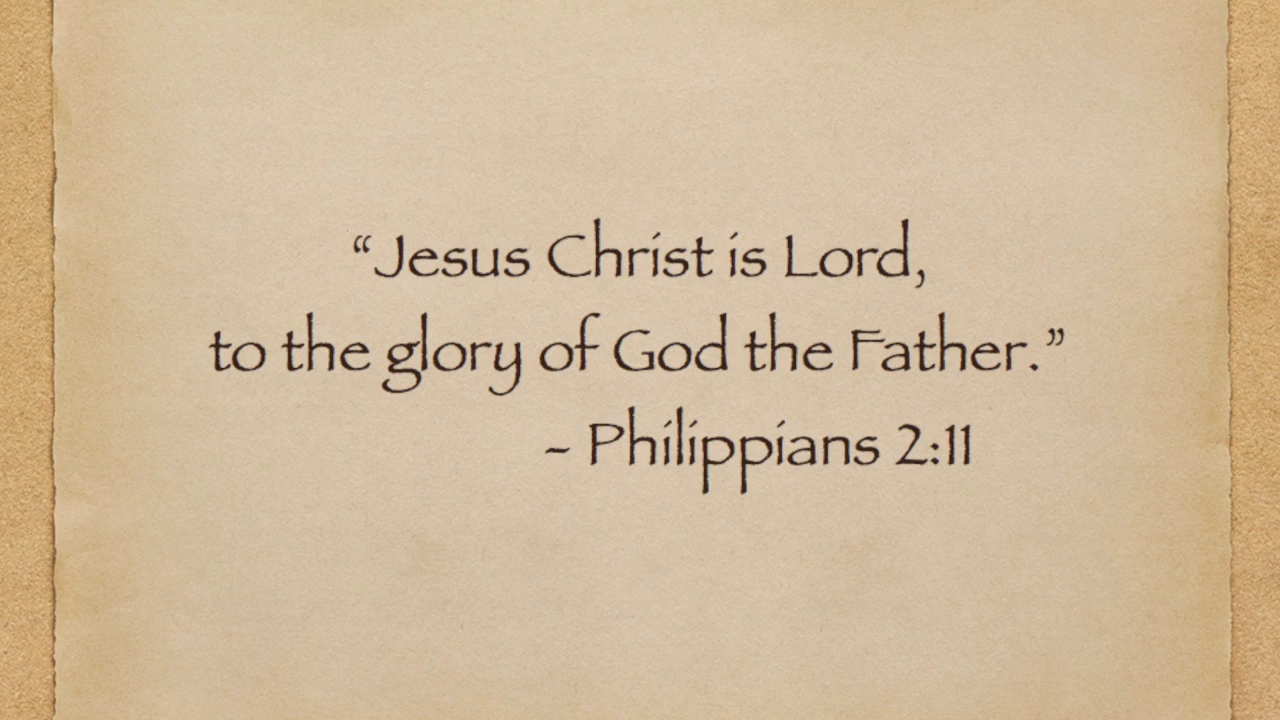 “Jesus Christ is Lord,
to the glory of God the Father.”
– Philippians 2:11